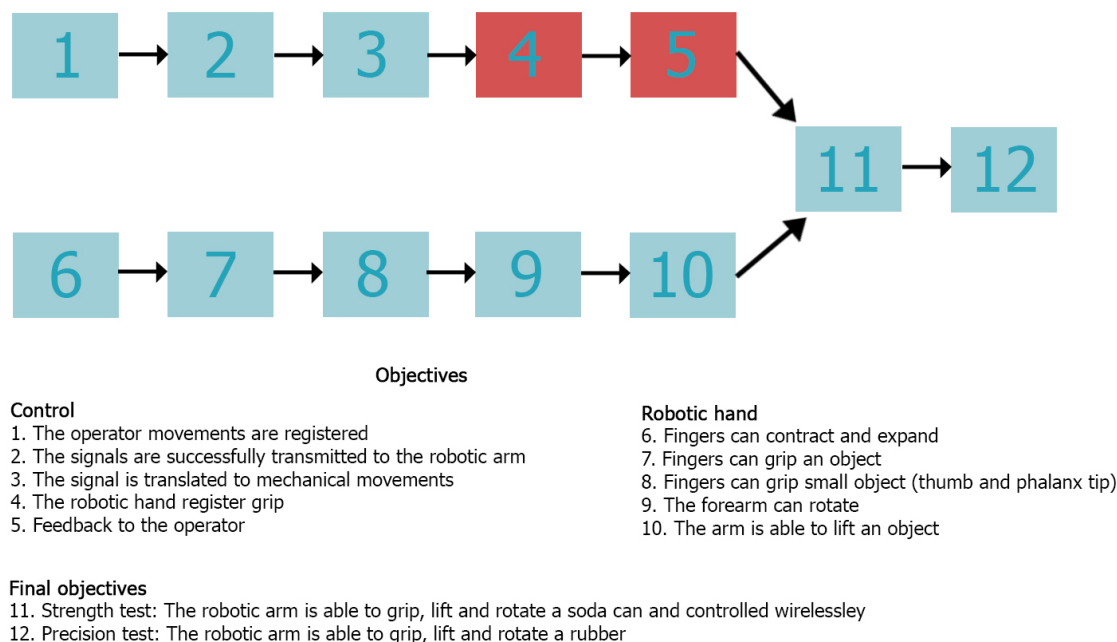 1
2
3
4
5
11
12
6
7
8
9
10
Objectives
Control
1. The operator movements are registered
2. The signals are successfully transmitted to the robotic arm
3. The signal is translated to mechanical movements
4. The robotic hand register grip
5. Feedback to the operator
Robotic hand
6. Fingers can contract and expand
7. Fingers can grip an object
8. Fingers can grip small object (thumb and phalanx tip)
9. The forearm can rotate
10. The arm is able to lift an object
Final objectives
11. Strength test: The robotic arm is able to grip, lift and rotate a soda can and controlled wirelessley
12. Precision test: The robotic arm is able to grip, lift and rotate a rubber